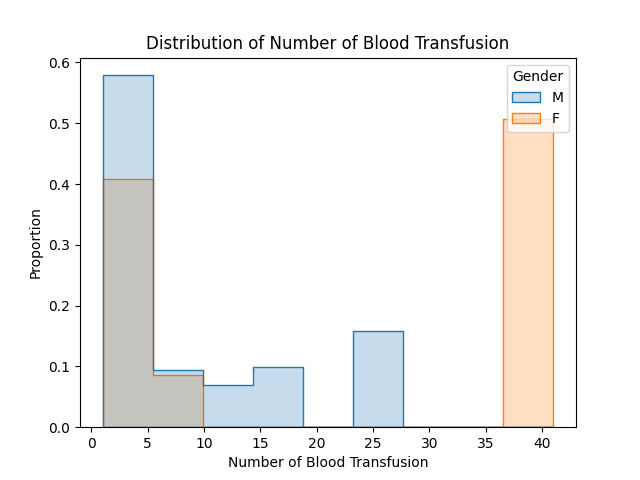 Distribution of Number of Blood Transfusion
Gender
M
F
0.6
0.5
0.4
0.3
0.2
0.1
0.0
Proportion
0 5 10 15 20 25 30 35 40
Number of Blood Transfusion